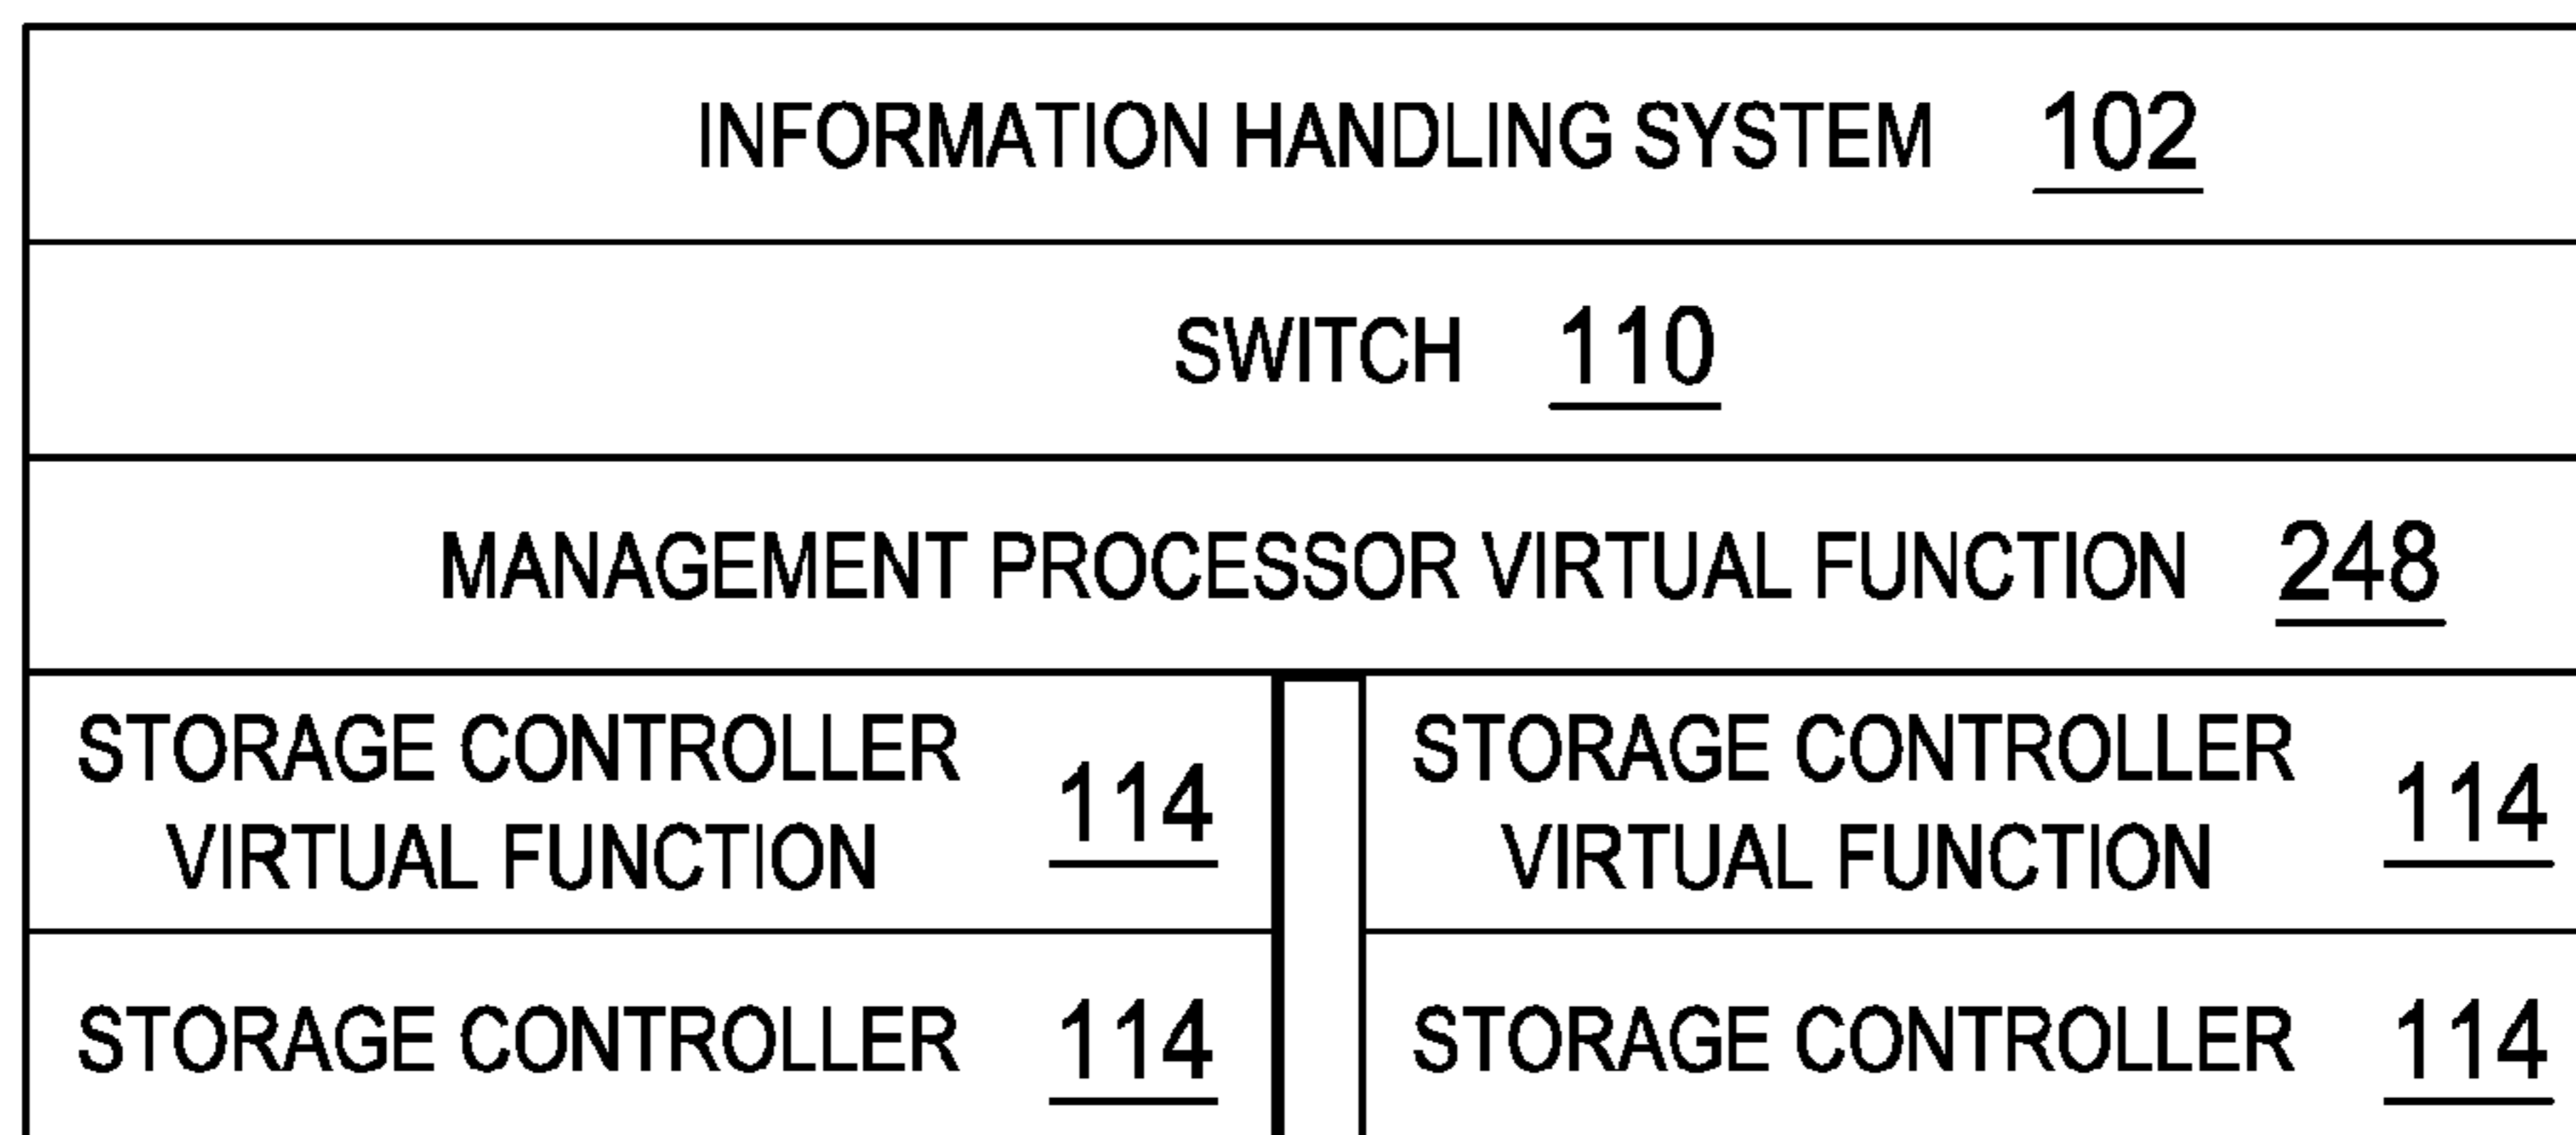 INFORMATION HANDLING SYSTEM 102
SWITCH 110
MANAGEMENT PROCESSOR VIRTUAL FUNCTION 248
STORAGE CONTROLLER
VIRTUAL FUNCTION 114
STORAGE CONTROLLER
VIRTUAL FUNCTION 114
STORAGE CONTROLLER 114
STORAGE CONTROLLER 114